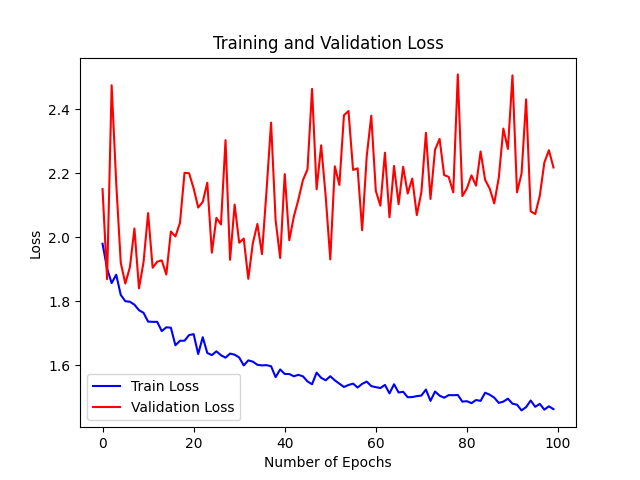 Training and Validation Loss
Loss
2.4
2.2
2.0
1.8
1.6
Train Loss
Validation Loss
0 20 40 60 80 100
Number of Epochs